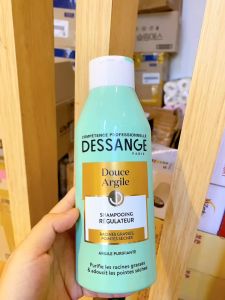 COMPÉTENCE PROFESSIONNELLE
DESSANGE
PARIS
Douce
Argile
SHAMPOOING
RÉGULATEUR
RACINES GRASSES,
POINTES SÈCHES
ARGILE PURIFIANTE
Purifie les racines grasses
& adoucit les pointes sèches